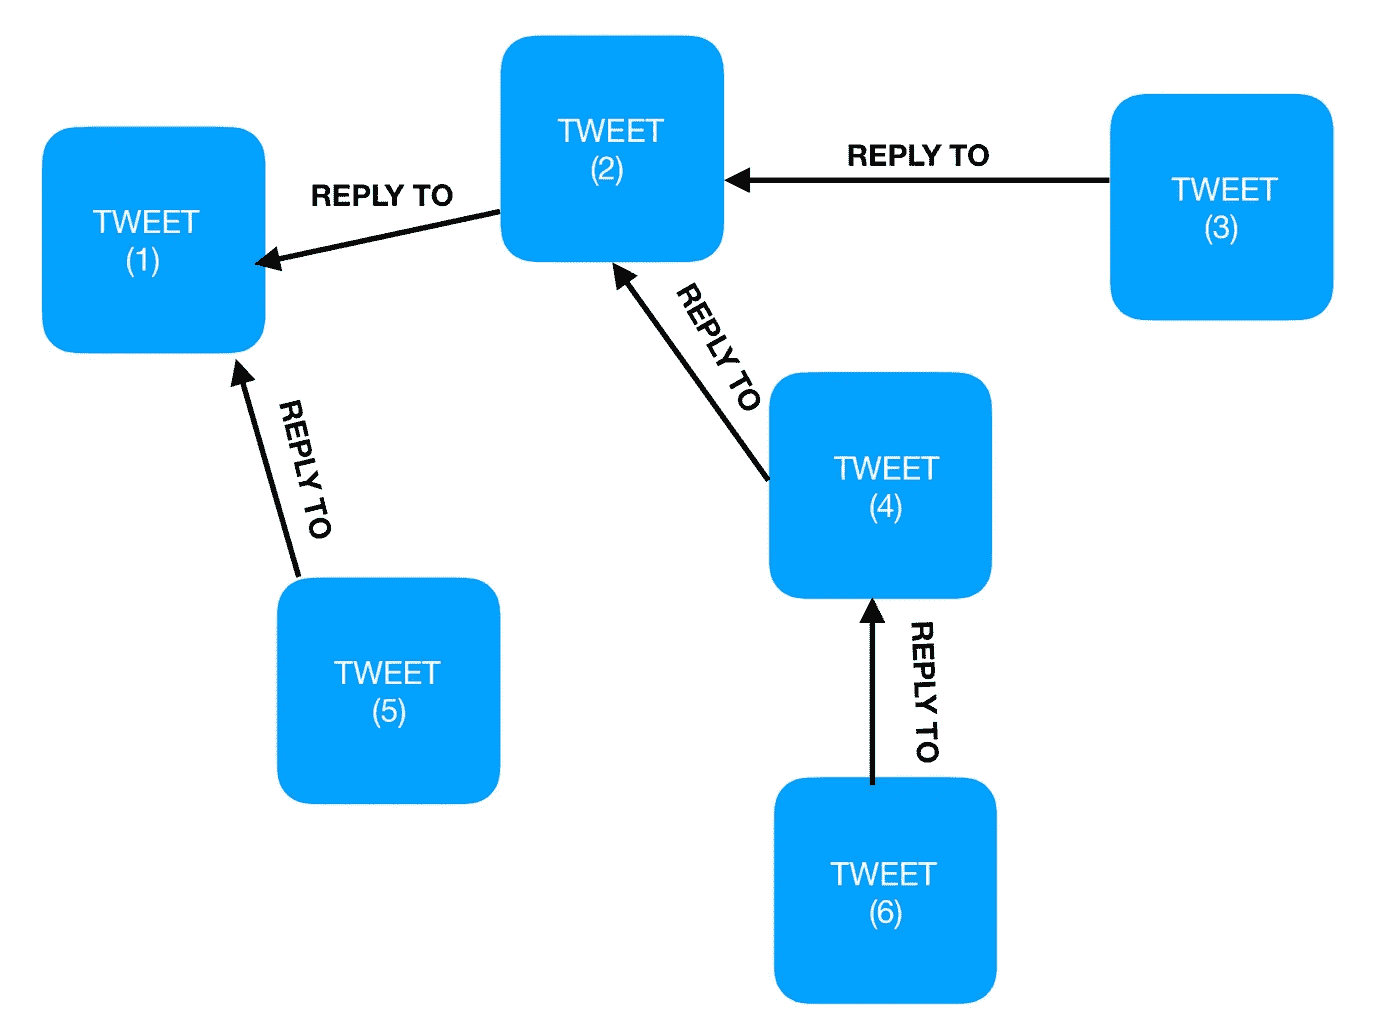 TWEET
(1)
REPLY TO
TWEET
(2)
REPLY TO
TWEET
(3)
REPLY TO
REPLY TO
TWEET
(4)
TWEET
(5)
REPLY TO
TWEET
(6)